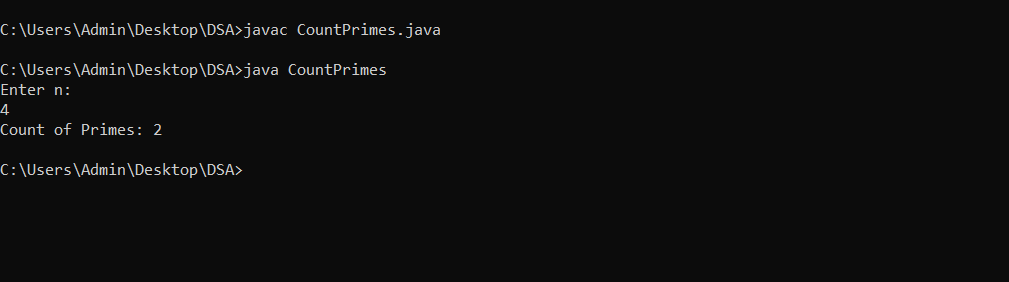 C:\Users\Admin\Desktop\DSA>javac CountPrimes.java
C:\Users\Admin\Desktop\DSA>java CountPrimes
Enter n:
4
Count of Primes: 2
C:\Users\Admin\Desktop\DSA>